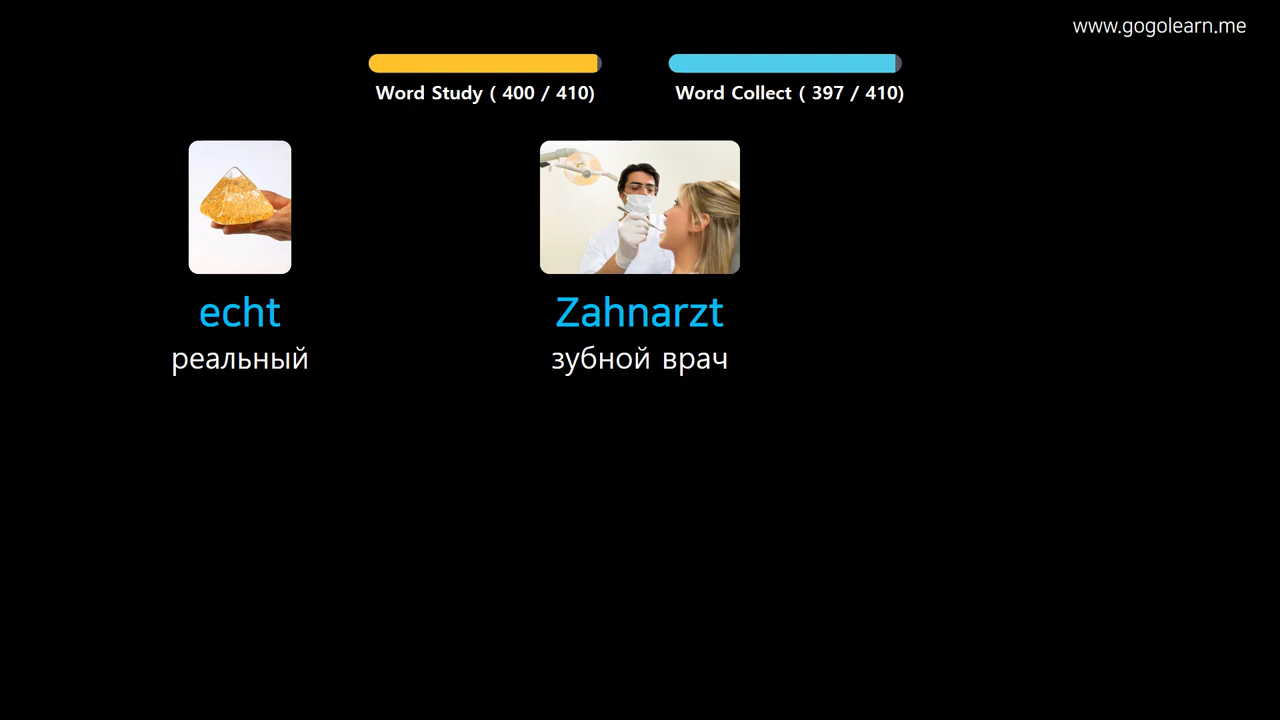 www.gogolearn.me
Word Study ( 400 / 410)
Word Collect ( 397 / 410)
echt
реальный
Zahnarzt
зубной врач